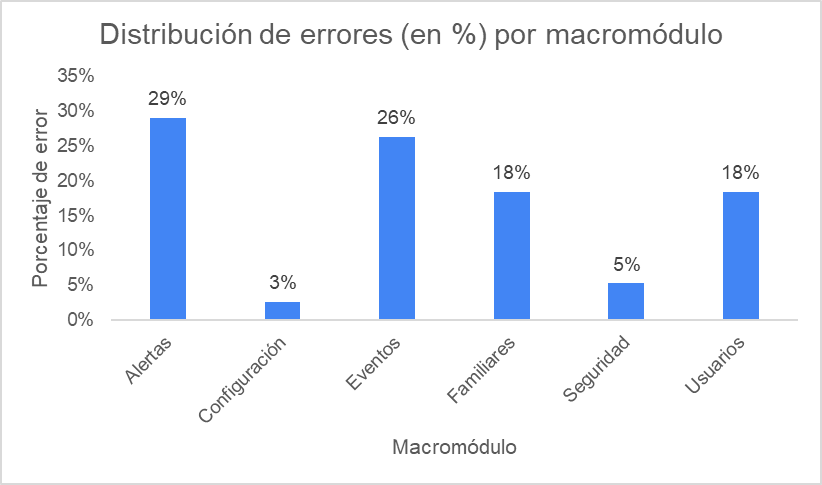 Distribución de errores (en %) por macromódulo
Porcentaje de error
35%
30%
25%
20%
15%
10%
5%
0%
29%
3%
26%
18%
5%
18%
Alertas
Configuración
Eventos
Familiares
Seguridad
Usuarios
Macromódulo